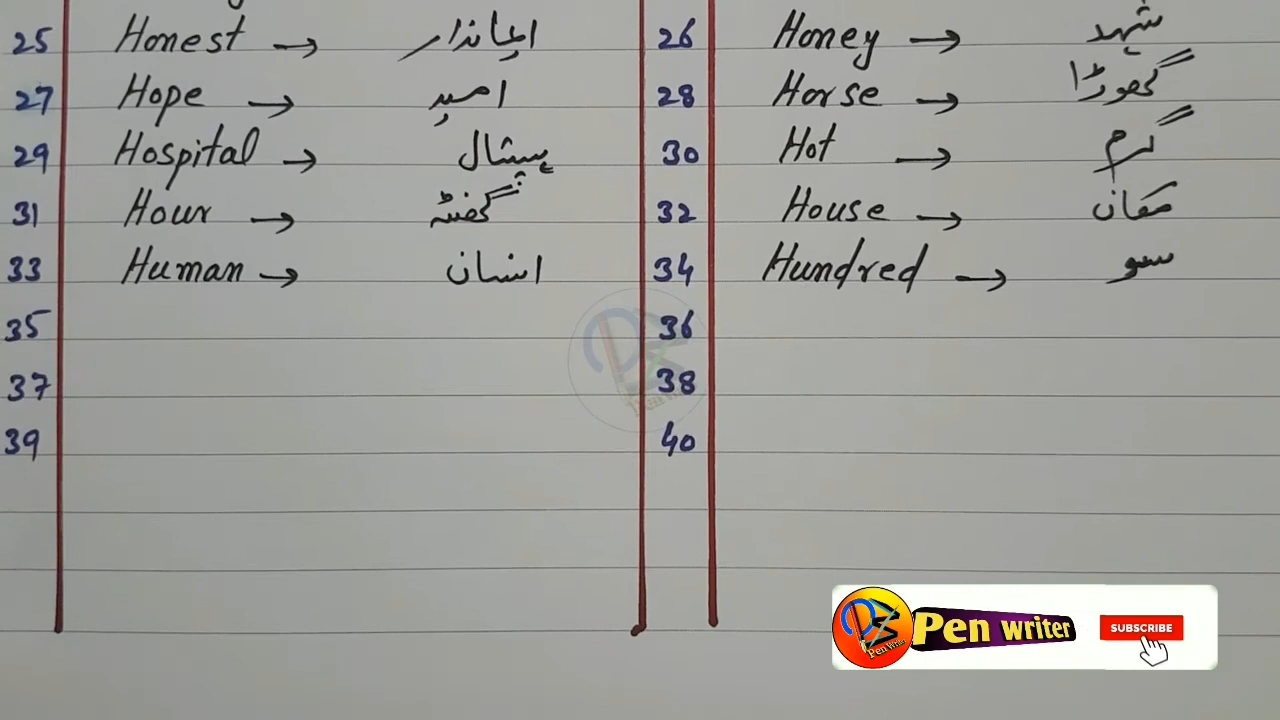 25 Honest → ایماندار 26 Honey → شہد
27 Hope → امید 28 Horse → گھوڑا
29 Hospital → ہسپتال 30 Hot → گرم
31 Hour → گھنٹہ 32 House → مکان
33 Human → انسان 34 Hundred → سو
35 36
37 38
39 40
Pen Writer
Pen writer SUBSCRIBE